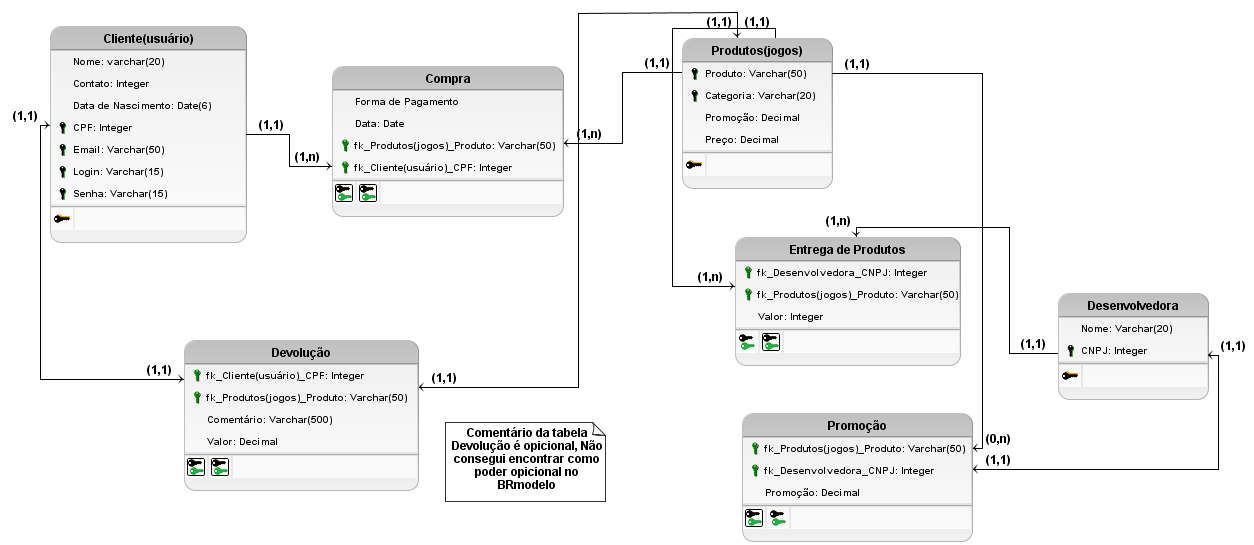 Cliente(usuário)
Nome: varchar(20)
Contato: Integer
Data de Nascimento: Date(6)
CPF: Integer
Email: Varchar(50)
Login: Varchar(15)
Senha: Varchar(15)
(1,1)
(1,1)
(1,n)
Compra
Forma de Pagamento
Data: Date
fk_Produtos(jogos)_Produto: Varchar(50)
fk_Cliente(usuário)_CPF: Integer
(1,n)
(1,1)
(1,1)
(1,1)
(1,1)
Produtos(jogos)
Produto: Varchar(50)
Categoria: Varchar(20)
Promoção: Decimal
Preço: Decimal
(1,n)
(1,n)
Entrega de Produtos
fk_Desenvolvedora_CNPJ: Integer
fk_Produtos(jogos)_Produto: Varchar(50)
Valor: Integer
(1,1)
Desenvolvedora
Nome: Varchar(20)
CNPJ: Integer
(1,1)
(1,1)
Devolução
fk_Cliente(usuário)_CPF: Integer
fk_Produtos(jogos)_Produto: Varchar(50)
Comentário: Varchar(500)
Valor: Decimal
(1,1)
Comentário da tabela
Devolução é opicional, Não
consegui encontrar como
poder opicional no
BRmodelo
Promoção
fk_Produtos(jogos)_Produto: Varchar(50)
fk_Desenvolvedora_CNPJ: Integer
Promoção: Decimal
(0,n)
(1,1)